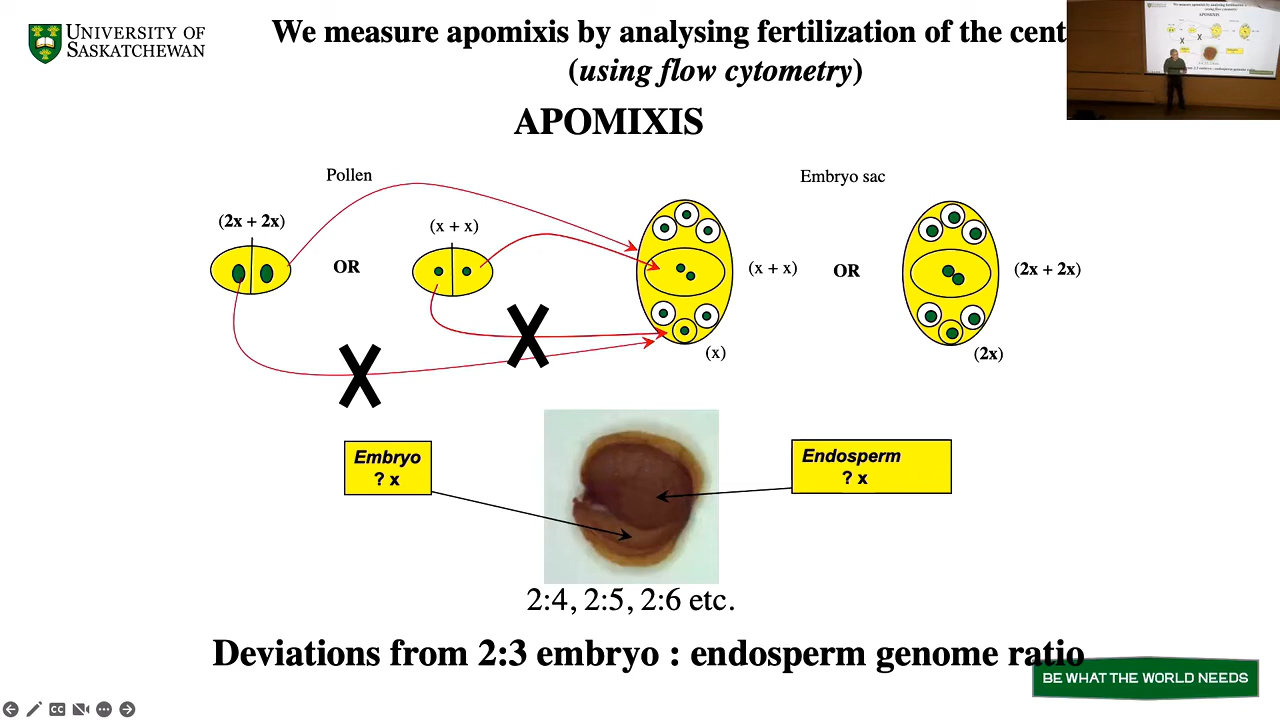 UNIVERSITY OF
SASKATCHEWAN
We measure apomixis by analysing fertilization of the cent
(using flow cytometry)
APOMIXIS
Pollen
Embryo sac
(2x + 2x)
(x + x)
OR
(x + x)
OR
(2x + 2x)
(x)
(2x)
Embryo
? x
Endosperm
? x
2:4, 2:5, 2:6 etc.
Deviations from 2:3 embryo : endosperm genome ratio
BE WHAT THE WORLD NEEDS
CC